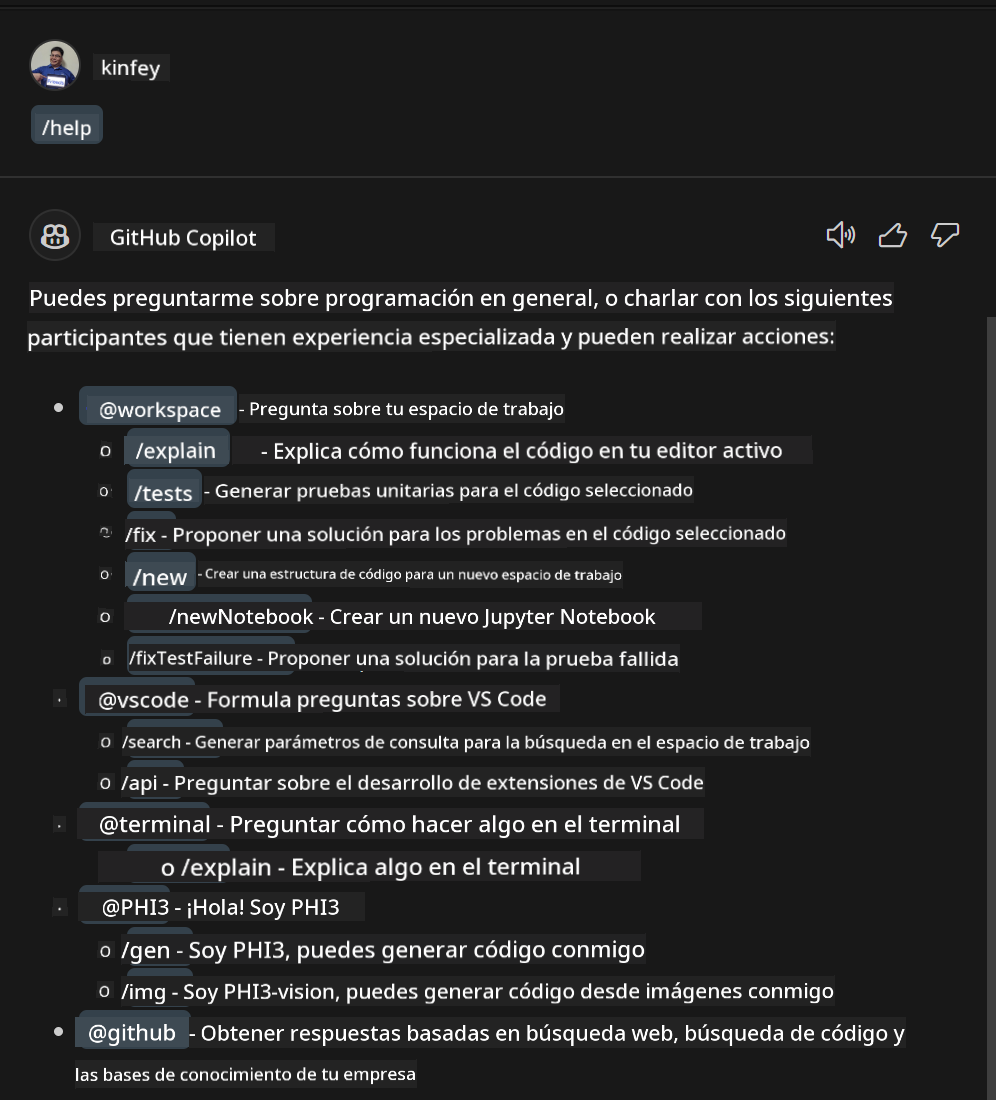 kinfey
/help
GitHub Copilot
Puedes preguntarme sobre programación en general, o charlar con los siguientes
participantes que tienen experiencia especializada y pueden realizar acciones:
@workspace - Pregunta sobre tu espacio de trabajo
o /explain - Explica cómo funciona el código en tu editor activo
o /tests - Generar pruebas unitarias para el código seleccionado
/fix - Proponer una solución para los problemas en el código seleccionado
o /new - Crear una estructura de código para un nuevo espacio de trabajo
o /newNotebook - Crear un nuevo Jupyter Notebook
o /fixTestFailure - Proponer una solución para la prueba fallida
@vscode - Formula preguntas sobre VS Code
o /search - Generar parámetros de consulta para la búsqueda en el espacio de trabajo
o /api - Preguntar sobre el desarrollo de extensiones de VS Code
@terminal - Preguntar cómo hacer algo en el terminal
o /explain - Explica algo en el terminal
@PHI3 - ¡Hola! Soy PHI3
o /gen - Soy PHI3, puedes generar código conmigo
o /img - Soy PHI3-vision, puedes generar código desde imágenes conmigo
@github - Obtener respuestas basadas en búsqueda web, búsqueda de código y
las bases de conocimiento de tu empresa